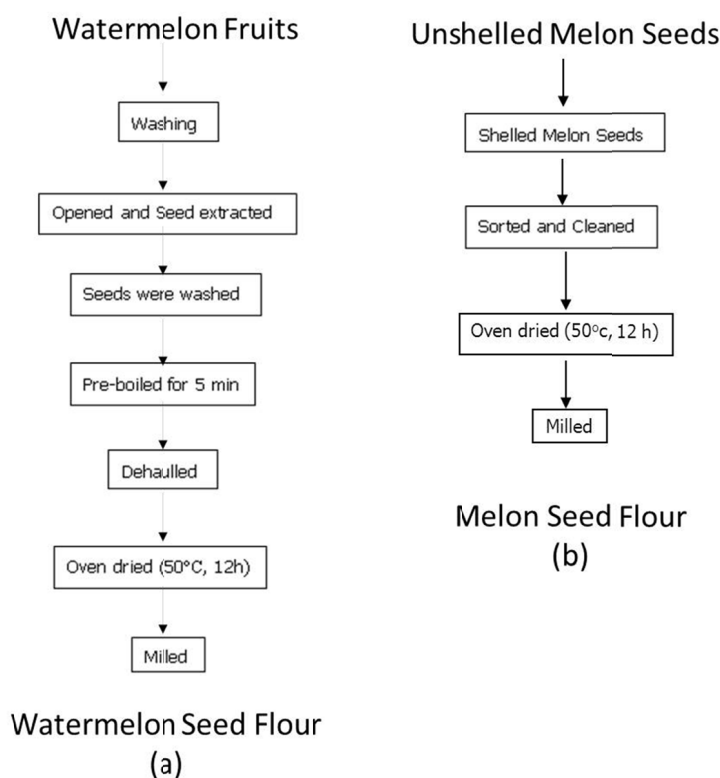 Watermelon Fruits
Washing
Opened and Seed extracted
Seeds were washed
Pre-boiled for 5 min
Dehaulled
Oven dried (50°C, 12h)
Milled
Watermelon Seed Flour
(a)
Unshelled Melon Seeds
Shelled Melon Seeds
Sorted and Cleaned
Oven dried (50°c, 12 h)
Milled
Melon Seed Flour
(b)